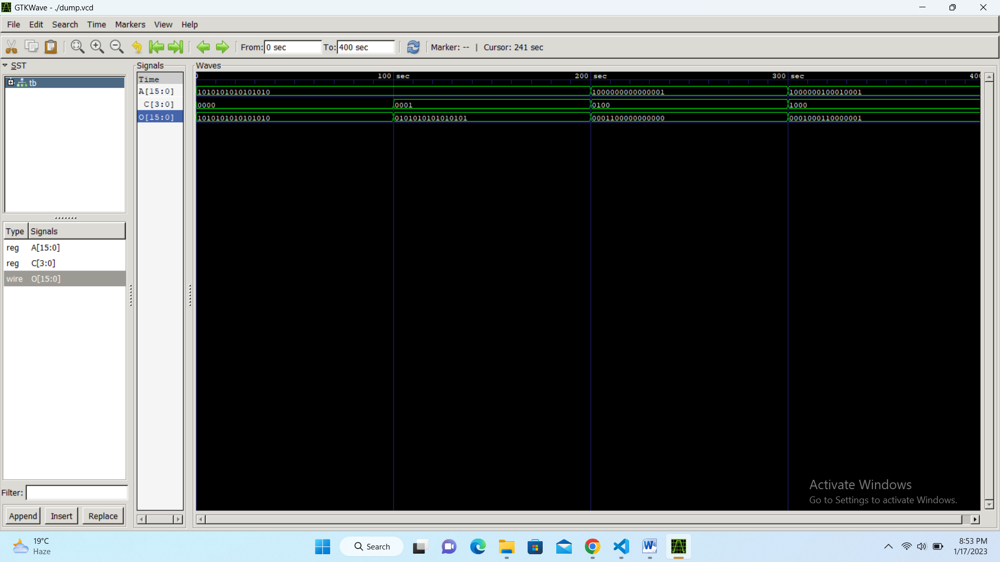 GTKWave - ./dump.vcd
File Edit Search Time Markers View Help
From: 0 sec To: 400 sec Marker: -- | Cursor: 241 sec
SST
tb
Type Signals
reg A[15:0]
reg C[3:0]
wire O[15:0]
Filter:
Append Insert Replace
Signals
Time
A[15:0]
C[3:0]
O[15:0]
Waves
0 100 sec 200 sec 300 sec 400
1010101010101010 1000000000000001 1000000100010001
0000 0001 0100 1000
1010101010101010 0101010101010101 0001100000000000 0001000110000001
Activate Windows
Go to Settings to activate Windows.
19°C
Haze
Search
8:53 PM
1/17/2023